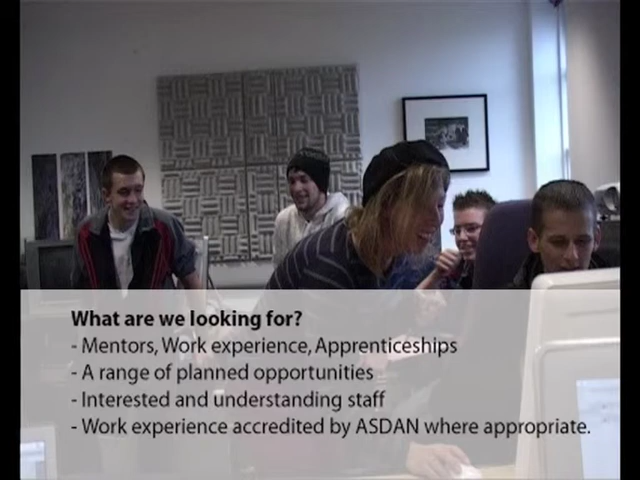 What are we looking for?
- Mentors, Work experience, Apprenticeships
- A range of planned opportunities
- Interested and understanding staff
- Work experience accredited by ASDAN where appropriate.